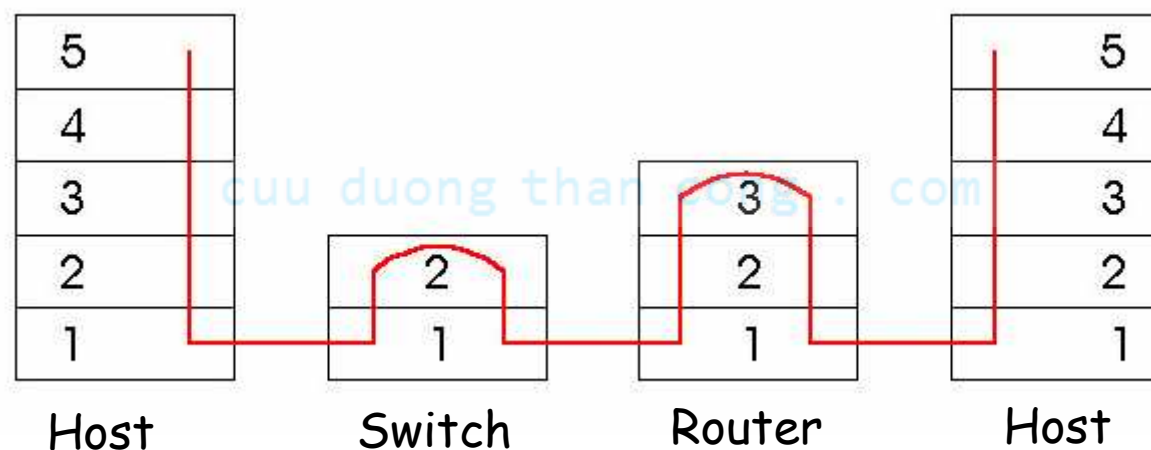 5 5
4 4
3 3 3
cuu duong than cong . com
2 2 2 2
1 1 1 1
Host Switch Router Host